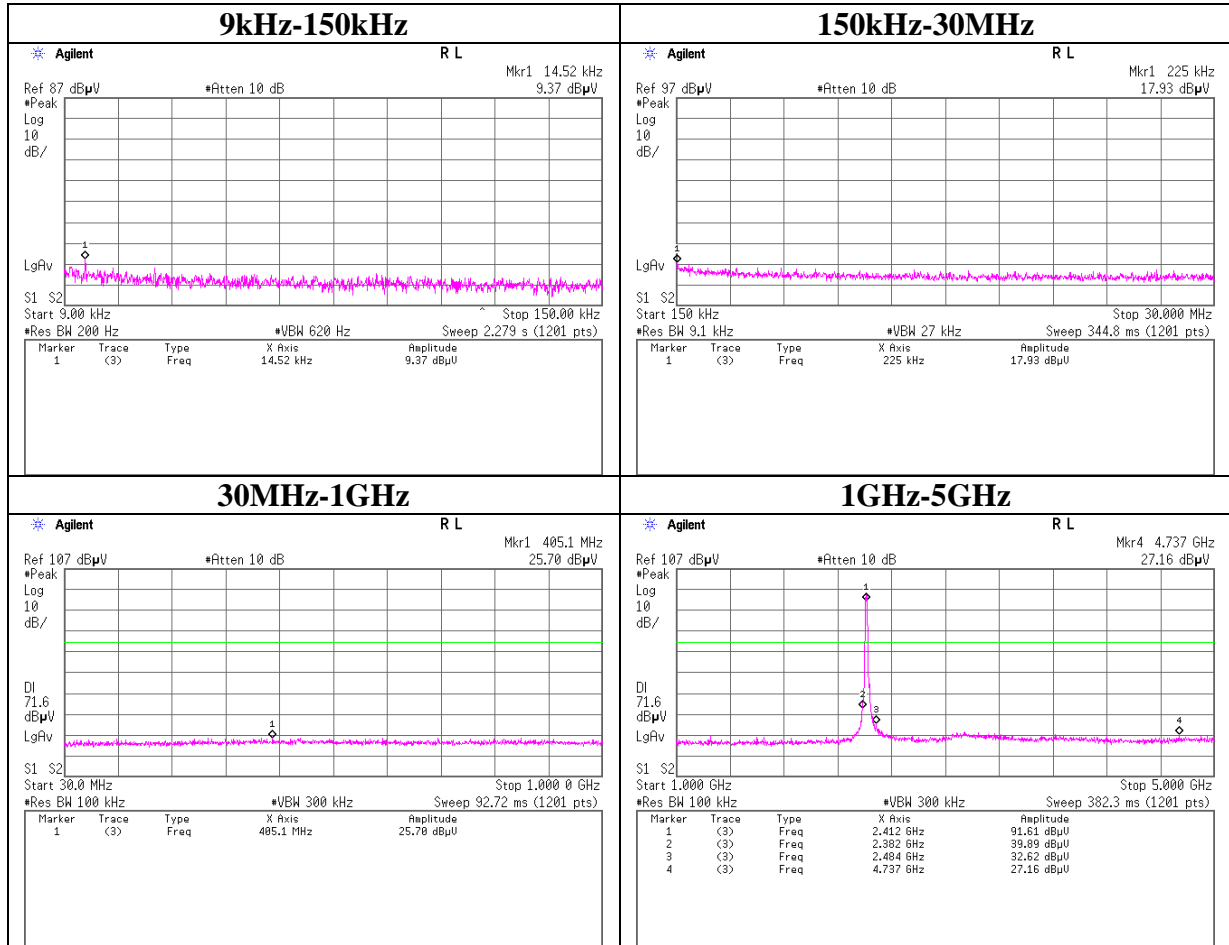 9kHz-150kHz
Agilent
R L
Mkr1 14.52 kHz
Ref 87 dBµV
#Atten 10 dB
9.37 dBµV
#Peak
Log
10
dB/
1
LgAv
S1 S2
Start 9.00 kHz
^
Stop 150.00 kHz
#Res BW 200 Hz
#VBW 620 Hz
Sweep 2.279 s (1201 pts)
Marker Trace Type X Axis Amplitude
1 (3) Freq 14.52 kHz 9.37 dBµV
150kHz-30MHz
Agilent
R L
Mkr1 225 kHz
Ref 97 dBµV
#Atten 10 dB
17.93 dBµV
#Peak
Log
10
dB/
1
LgAv
S1 S2
Start 150 kHz
Stop 30.000 MHz
#Res BW 9.1 kHz
#VBW 27 kHz
Sweep 344.8 ms (1201 pts)
Marker Trace Type X Axis Amplitude
1 (3) Freq 225 kHz 17.93 dBµV
30MHz-1GHz
Agilent
R L
Mkr1 405.1 MHz
Ref 107 dBµV
#Atten 10 dB
25.70 dBµV
#Peak
Log
10
dB/
DI
71.6
dBµV
1
LgAv
S1 S2
Start 30.0 MHz
Stop 1.000 0 GHz
#Res BW 100 kHz
#VBW 300 kHz
Sweep 92.72 ms (1201 pts)
Marker Trace Type X Axis Amplitude
1 (3) Freq 405.1 MHz 25.70 dBµV
1GHz-5GHz
Agilent
R L
Mkr4 4.737 GHz
Ref 107 dBµV
#Atten 10 dB
27.16 dBµV
#Peak
Log
10
dB/
1
DI
71.6
dBµV
2
3
4
LgAv
S1 S2
Start 1.000 GHz
Stop 5.000 GHz
#Res BW 100 kHz
#VBW 300 kHz
Sweep 382.3 ms (1201 pts)
Marker Trace Type X Axis Amplitude
1 (3) Freq 2.412 GHz 91.61 dBµV
2 (3) Freq 2.382 GHz 39.89 dBµV
3 (3) Freq 2.484 GHz 32.62 dBµV
4 (3) Freq 4.737 GHz 27.16 dBµV